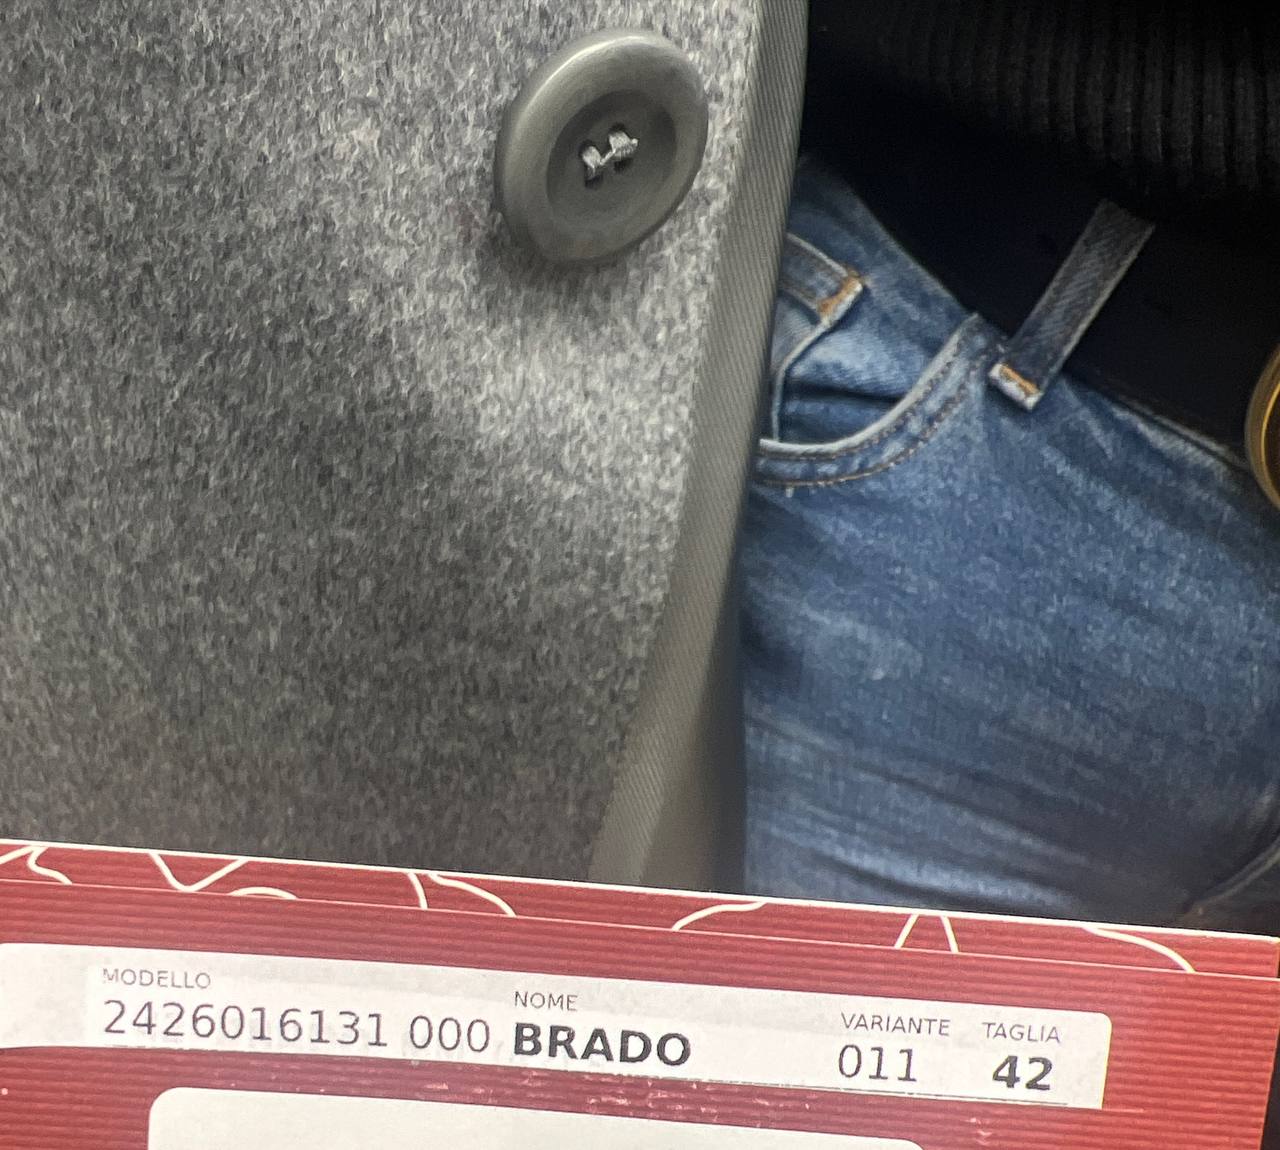 MODELLO NOME VARIANTE TAGLIA
2426016131 000 BRADO 011 42